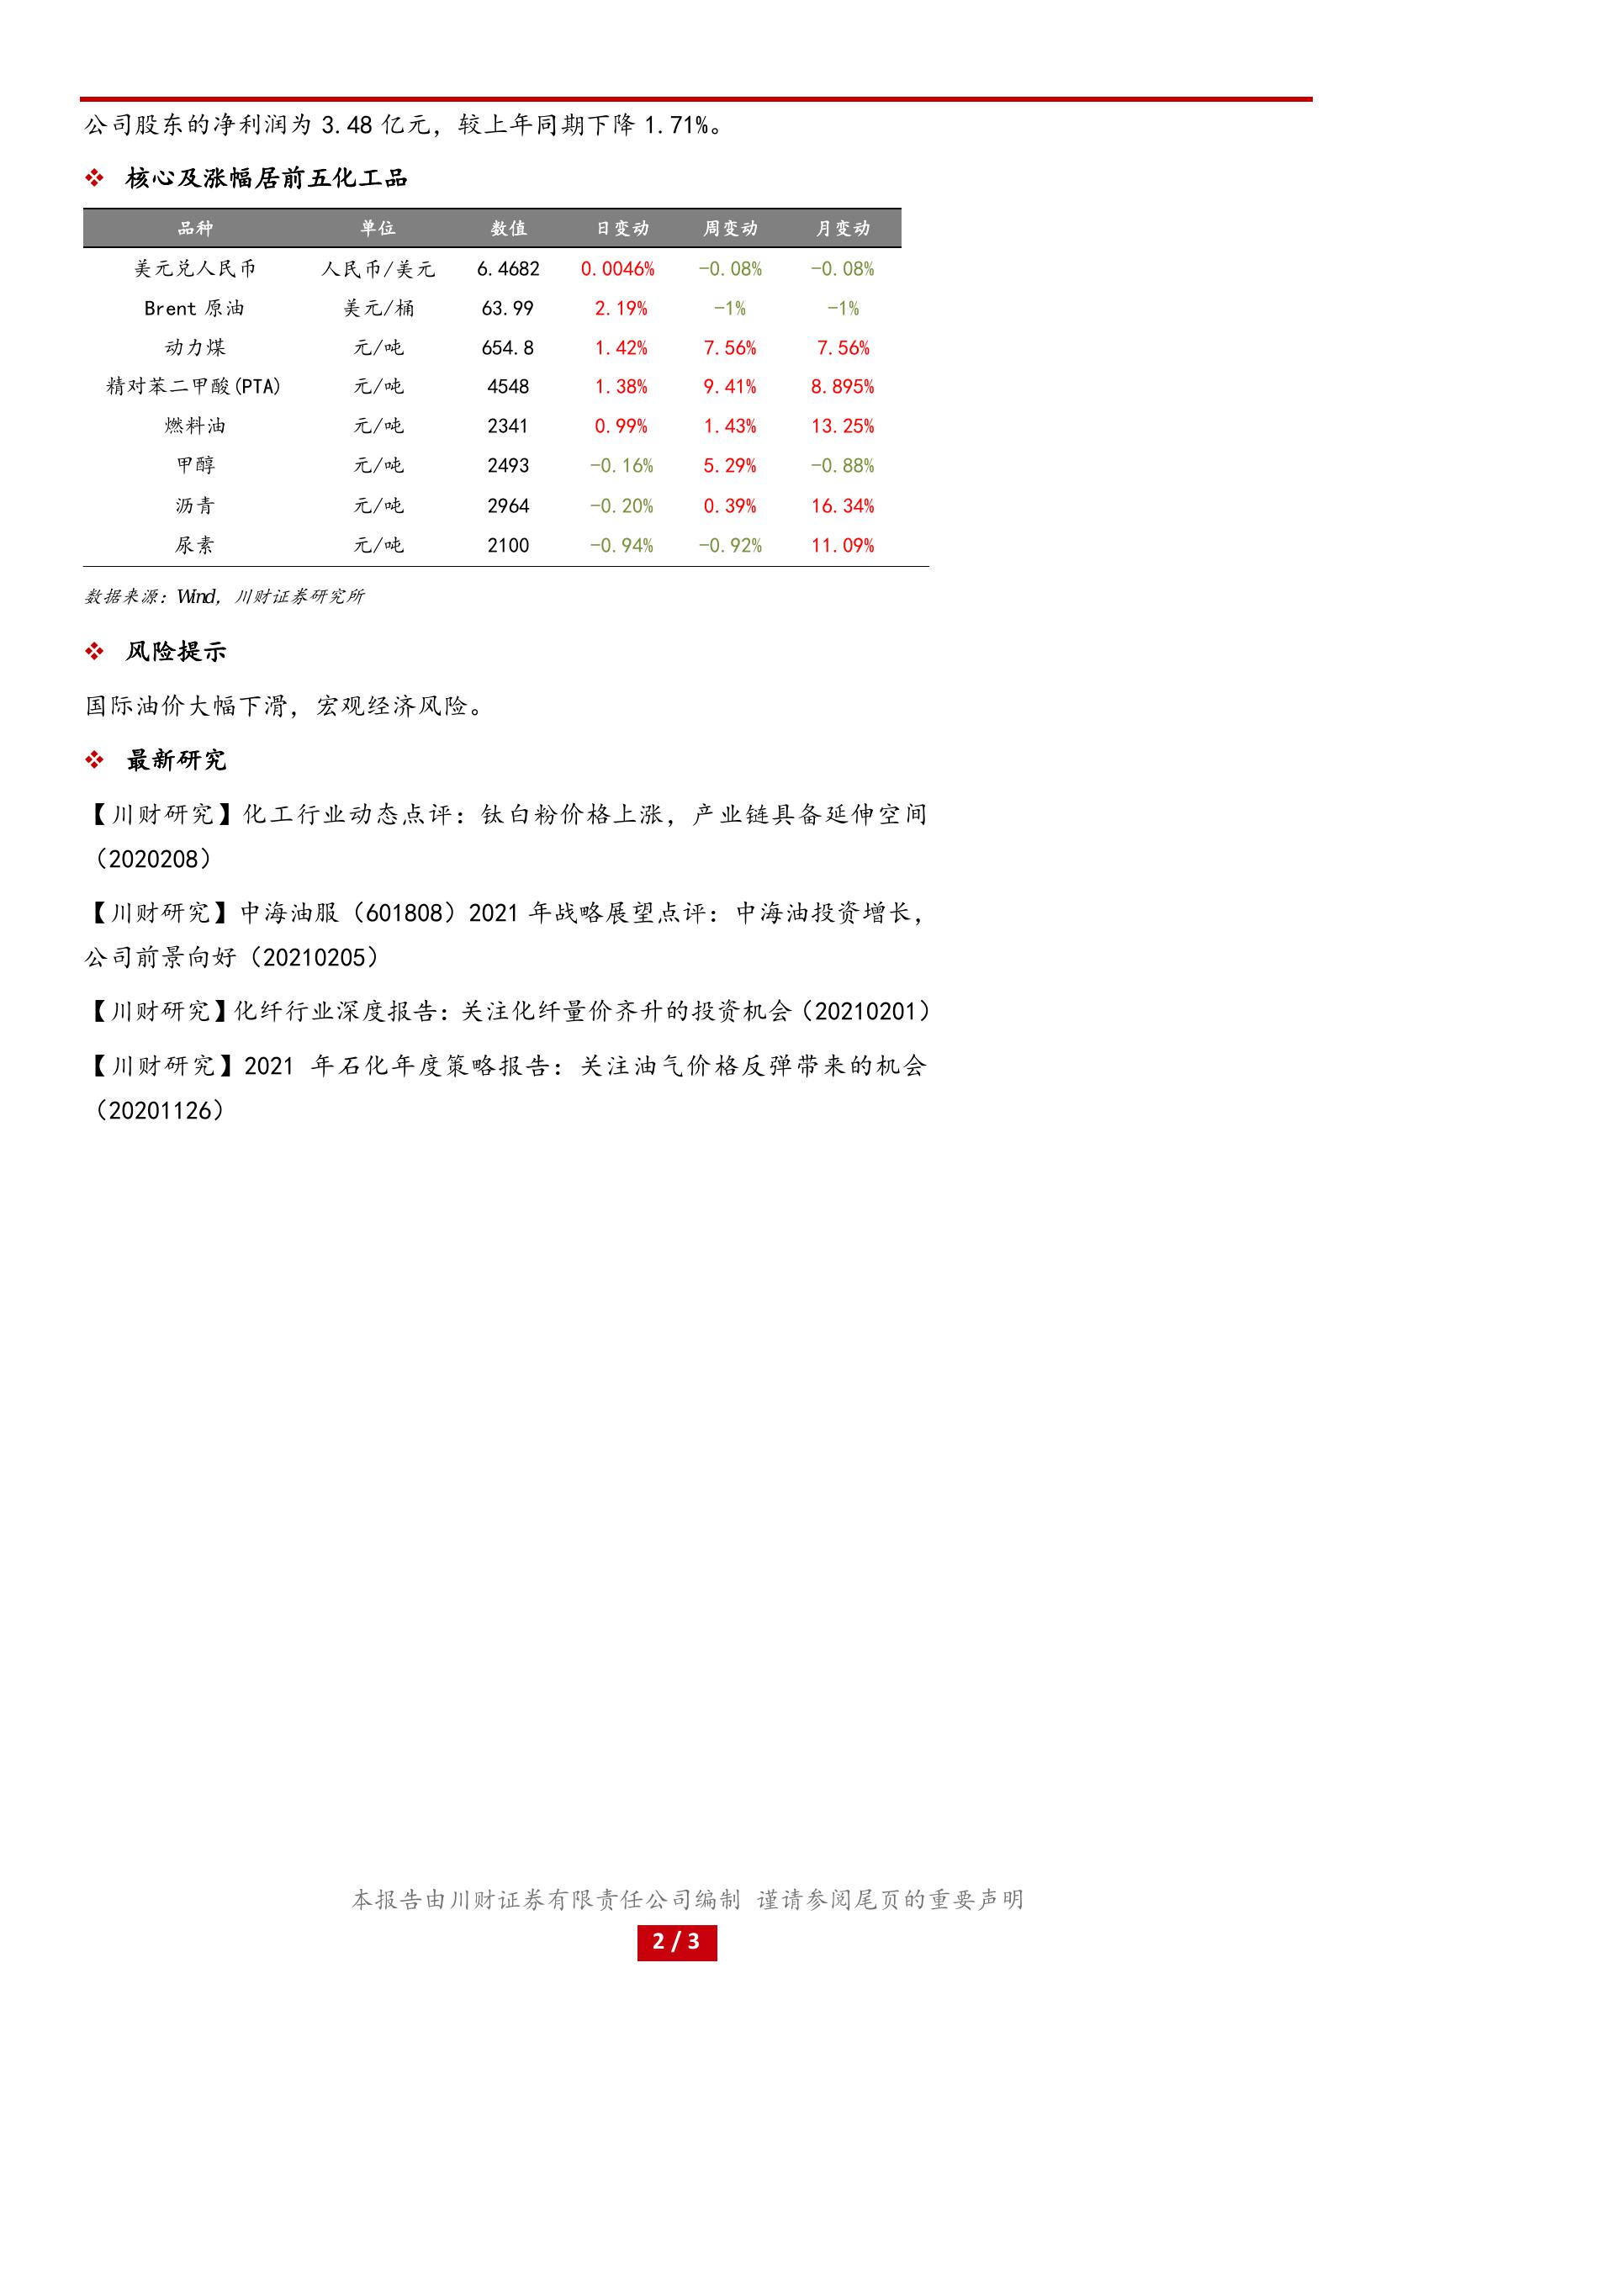 公司股东的净利润为 3.48 亿元，较上年同期下降 1.71%。
❖ 核心及涨幅居前五化工品
品种 单位 数值 日变动 周变动 月变动
美元兑人民币 人民币/美元 6.4682 0.0046% -0.08% -0.08%
Brent 原油 美元/桶 63.99 2.19% -1% -1%
动力煤 元/吨 654.8 1.42% 7.56% 7.56%
精对苯二甲酸(PTA) 元/吨 4548 1.38% 9.41% 8.895%
燃料油 元/吨 2341 0.99% 1.43% 13.25%
甲醇 元/吨 2493 -0.16% 5.29% -0.88%
沥青 元/吨 2964 -0.20% 0.39% 16.34%
尿素 元/吨 2100 -0.94% -0.92% 11.09%
数据来源：Wind，川财证券研究所
❖ 风险提示
国际油价大幅下滑，宏观经济风险。
❖ 最新研究
【川财研究】化工行业动态点评：钛白粉价格上涨，产业链具备延伸空间
（2020208）
【川财研究】中海油服（601808）2021 年战略展望点评：中海油投资增长，
公司前景向好（20210205）
【川财研究】化纤行业深度报告：关注化纤量价齐升的投资机会（20210201）
【川财研究】2021 年石化年度策略报告：关注油气价格反弹带来的机会
（20201126）
本报告由川财证券有限责任公司编制 谨请参阅尾页的重要声明
2 / 3